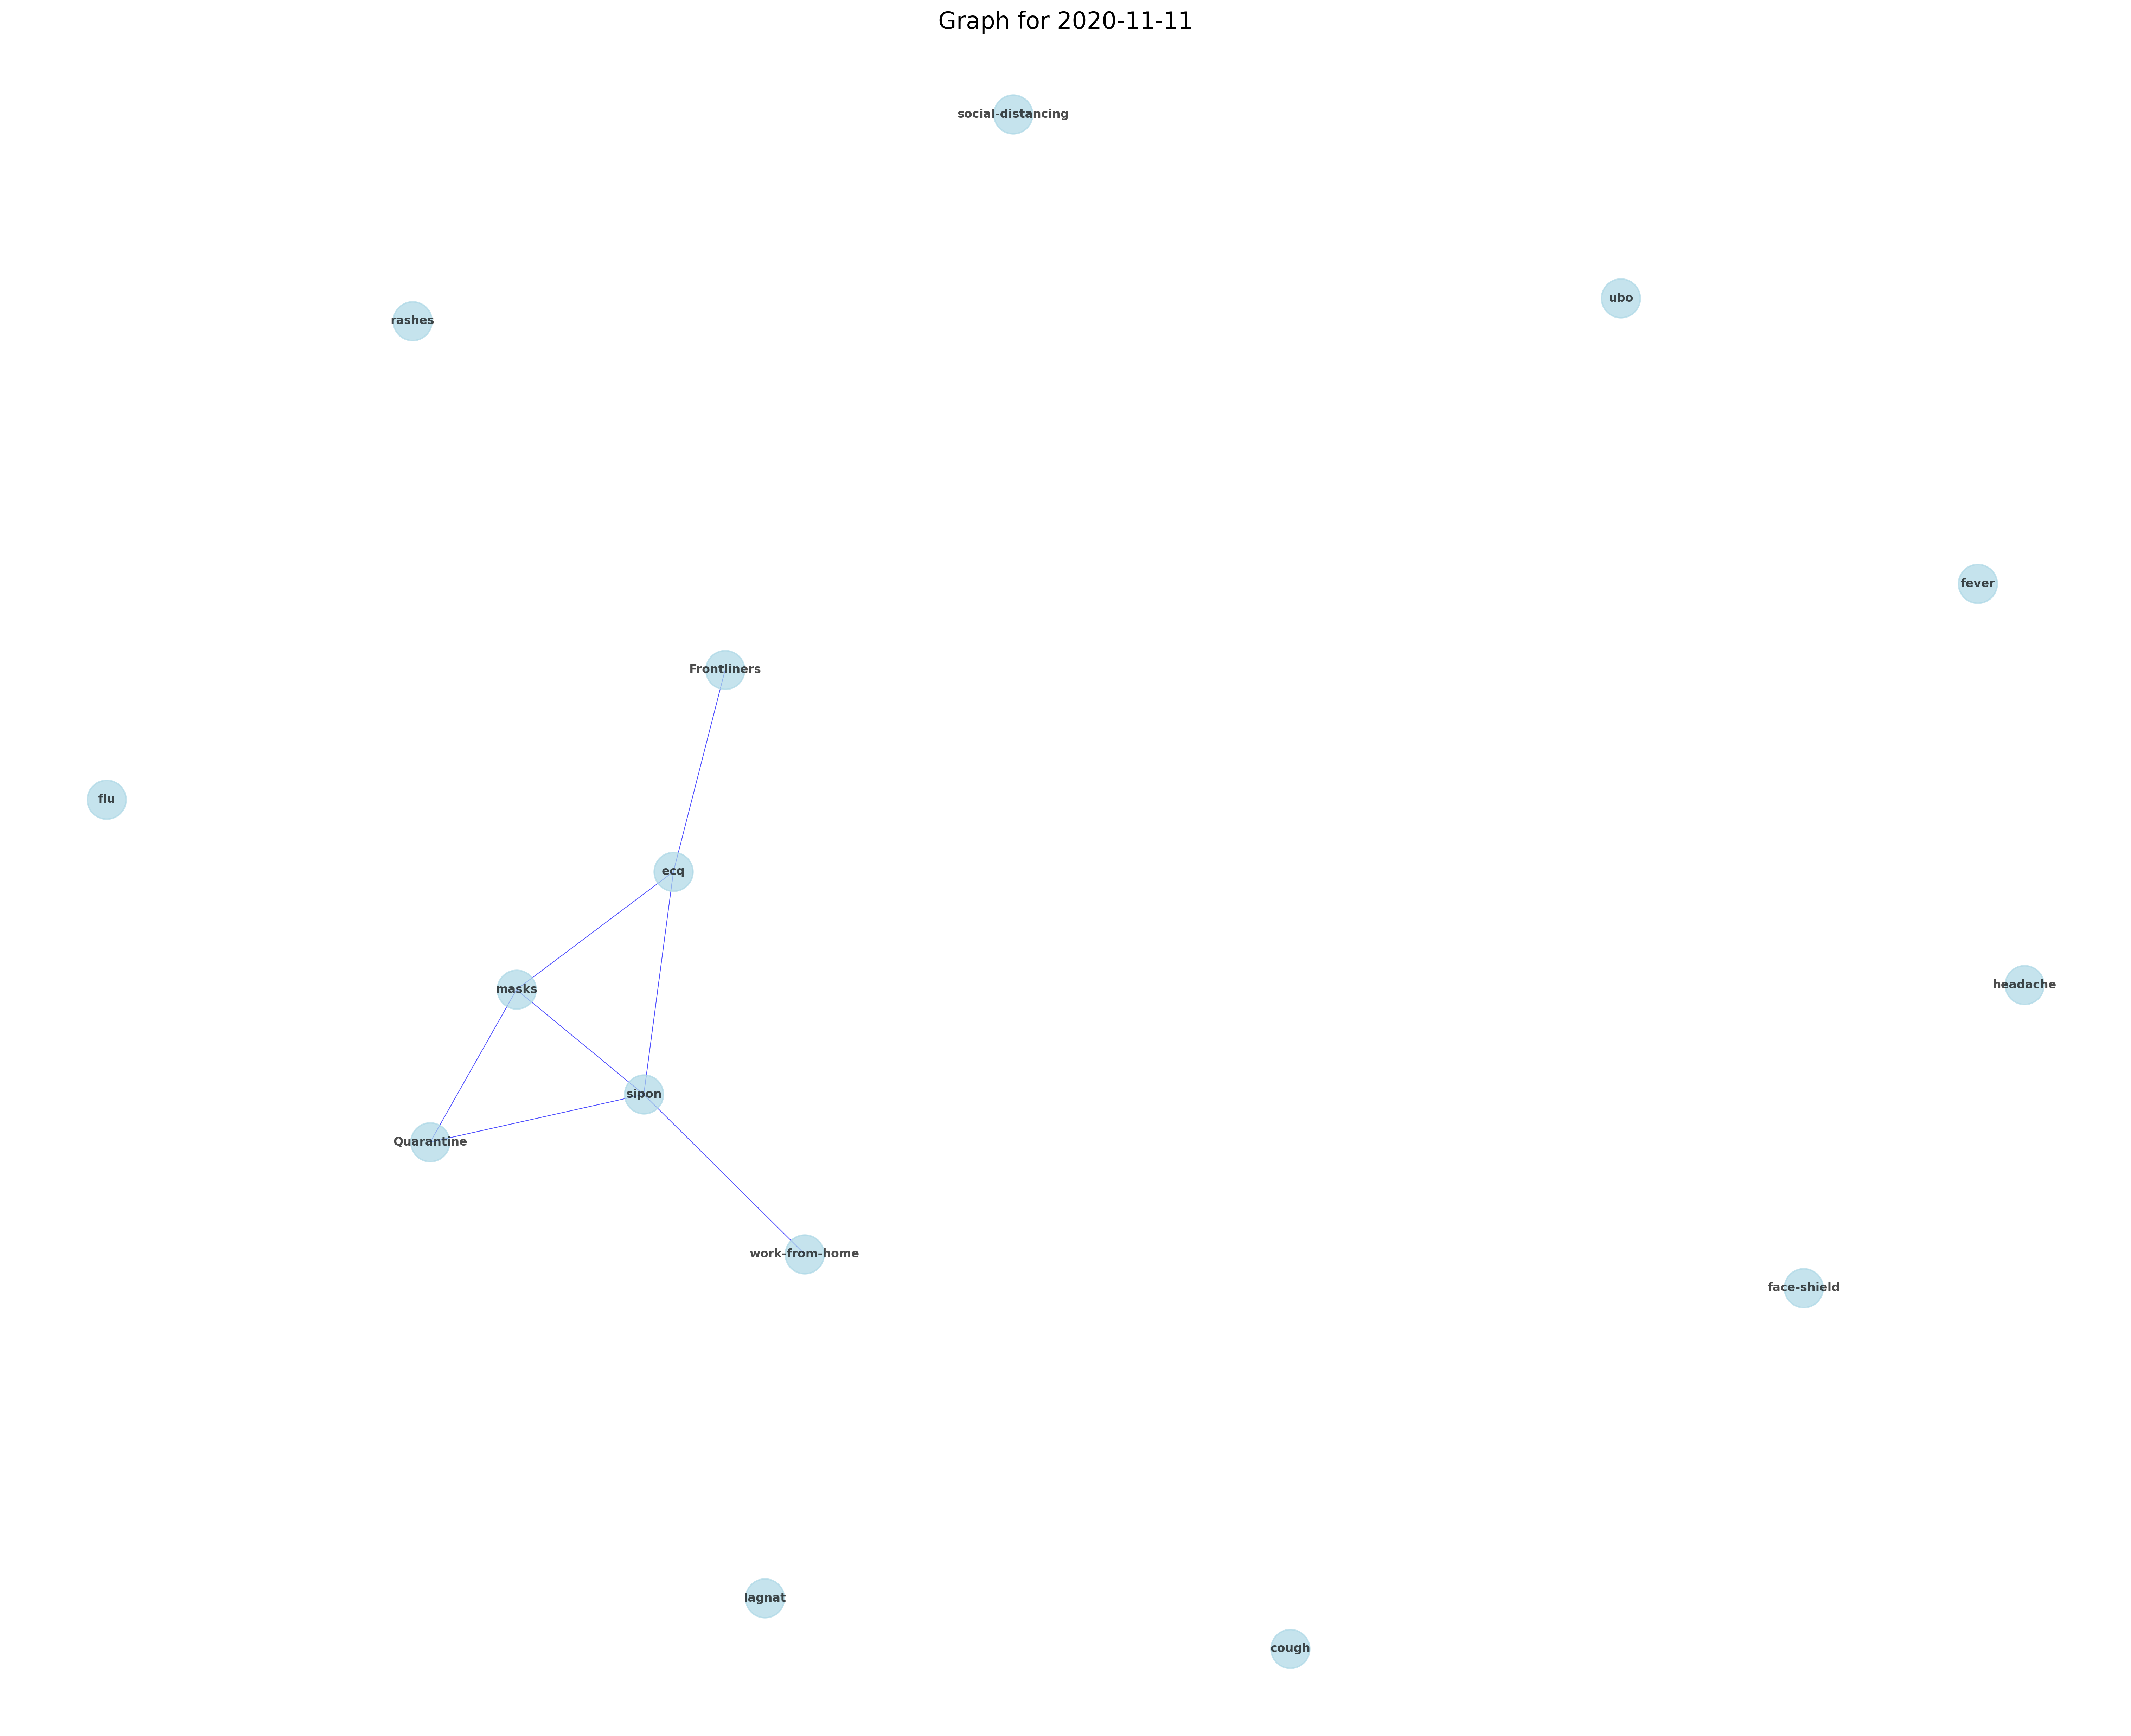 Graph for 2020-11-11
social-distancing
ubo
rashes
fever
Frontliners
flu
ecq
headache
masks
sipon
Quarantine
work-from-home
face-shield
lagnat
cough